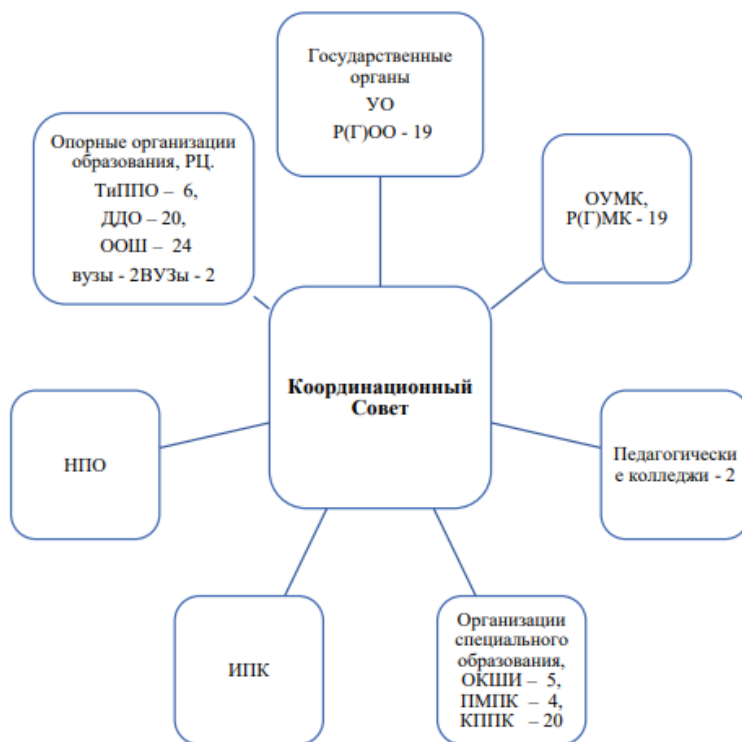 Государственные
органы
УО
Р(Г)ОО - 19
Опорные организации
образования, РЦ.
ТиППО – 6,
ДДО – 20,
ООШ – 24
вузы - 2ВУЗы - 2
ОУМК,
Р(Г)МК - 19
Координационный
Совет
НПО
Педагогически
е колледжи - 2
ИПК
Организации
специального
образования,
ОКШИ – 5,
ПМПК – 4,
КППК – 20